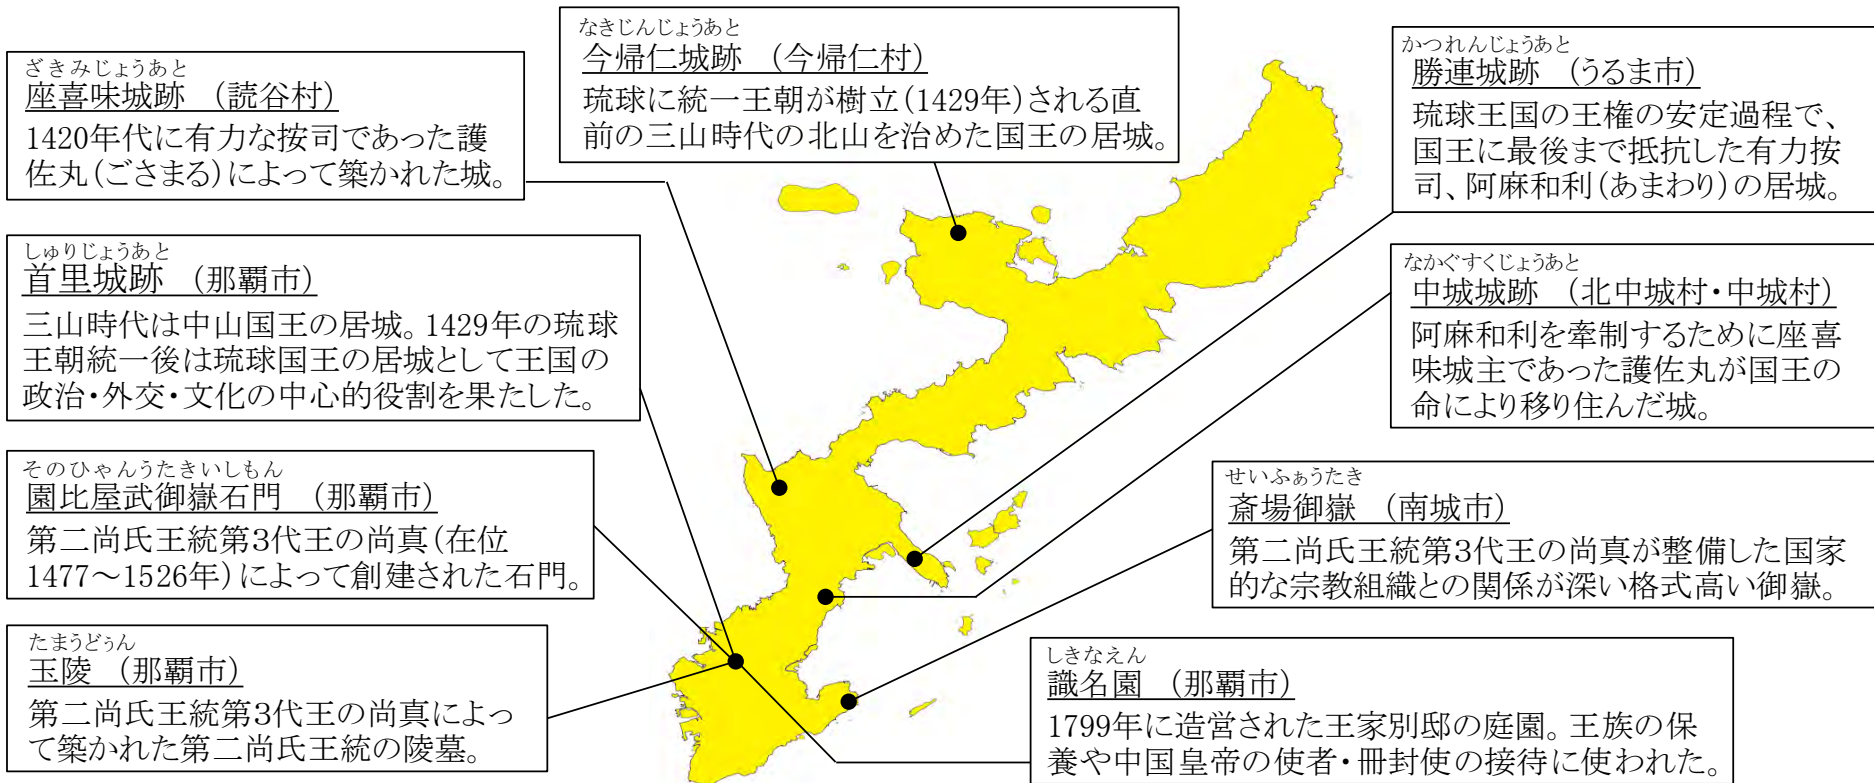 ざきみじょうあと
座喜味城跡 (読谷村)
1420年代に有力な按司であった護
佐丸(ごさまる)によって築かれた城。
なきじんじょうあと
今帰仁城跡 (今帰仁村)
琉球に統一王朝が樹立(1429年)される直
前の三山時代の北山を治めた国王の居城。
かつれんじょうあと
勝連城跡 (うるま市)
琉球王国の王権の安定過程で、
国王に最後まで抵抗した有力按
司、阿麻和利(あまわり)の居城。
しゅりじょうあと
首里城跡 (那覇市)
三山時代は中山国王の居城。1429年の琉球
王朝統一後は琉球国王の居城として王国の
政治・外交・文化の中心的役割を果たした。
なかぐすくじょうあと
中城城跡 (北中城村・中城村)
阿麻和利を牽制するために座喜
味城主であった護佐丸が国王の
命により移り住んだ城。
そのひゃんうたきいしもん
園比屋武御嶽石門 (那覇市)
第二尚氏王統第3代王の尚真(在位
1477~1526年)によって創建された石門。
せいふぁうたき
斎場御嶽 (南城市)
第二尚氏王統第3代王の尚真が整備した国家
的な宗教組織との関係が深い格式高い御嶽。
たまうどぅん
玉陵 (那覇市)
第二尚氏王統第3代王の尚真によっ
て築かれた第二尚氏王統の陵墓。
しきなえん
識名園 (那覇市)
1799年に造営された王家別邸の庭園。王族の保
養や中国皇帝の使者・冊封使の接待に使われた。